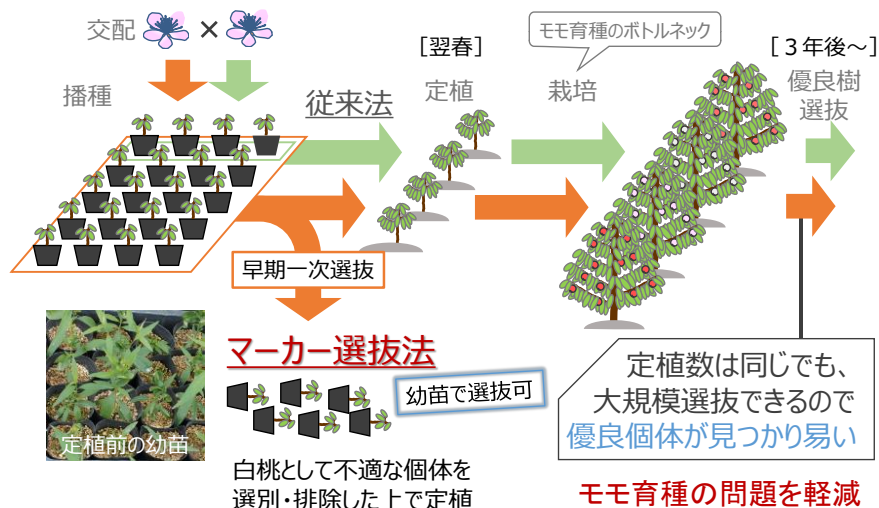 交配
×
播種
従来法
[翌春]
定植
モモ育種のボトルネック
栽培
[３年後～]
優良樹
選抜
早期一次選抜
マーカー選抜法
幼苗で選抜可
定植前の幼苗
白桃として不適な個体を
選別・排除した上で定植
定植数は同じでも、
大規模選抜できるので
優良個体が見つかり易い
モモ育種の問題を軽減